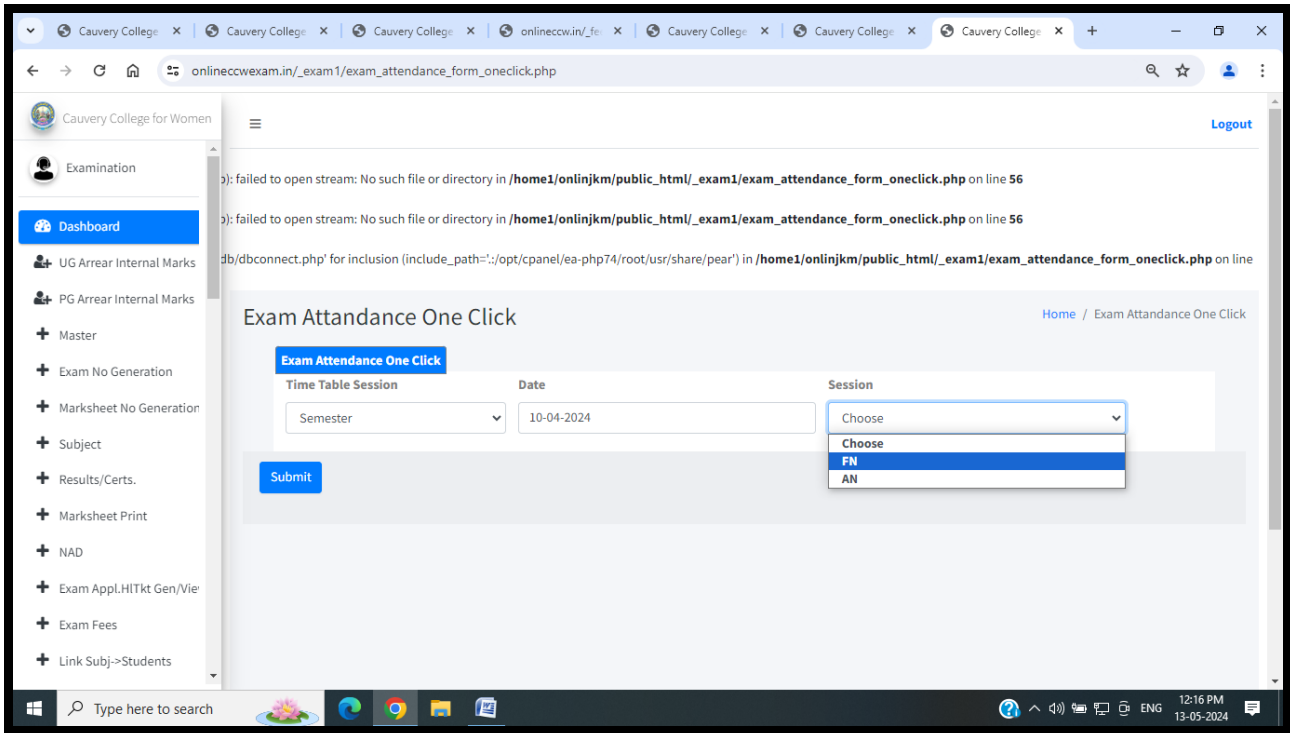 Cauvery College
Cauvery College
Cauvery College
onlineccw.in/_fe
Cauvery College
Cauvery College
Cauvery College
onlineccwexam.in/_exam1/exam_attendance_form_oneclick.php
Cauvery College for Women
Logout
Examination
): failed to open stream: No such file or directory in /home1/onlinjkm/public_html/_exam1/exam_attendance_form_oneclick.php on line 56
): failed to open stream: No such file or directory in /home1/onlinjkm/public_html/_exam1/exam_attendance_form_oneclick.php on line 56
db/dbconnect.php' for inclusion (include_path='.:/opt/cpanel/ea-php74/root/usr/share/pear') in /home1/onlinjkm/public_html/_exam1/exam_attendance_form_oneclick.php on line
Dashboard
UG Arrear Internal Marks
PG Arrear Internal Marks
Master
Exam No Generation
Marksheet No Generation
Subject
Results/Certs.
Marksheet Print
NAD
Exam Appl.HlTkt Gen/Vie
Exam Fees
Link Subj->Students
Exam Attandance One Click
Home / Exam Attandance One Click
Exam Attendance One Click
Time Table Session Date Session
Semester 10-04-2024 Choose
Choose
FN
AN
Submit
Type here to search
ENG
12:16 PM
13-05-2024